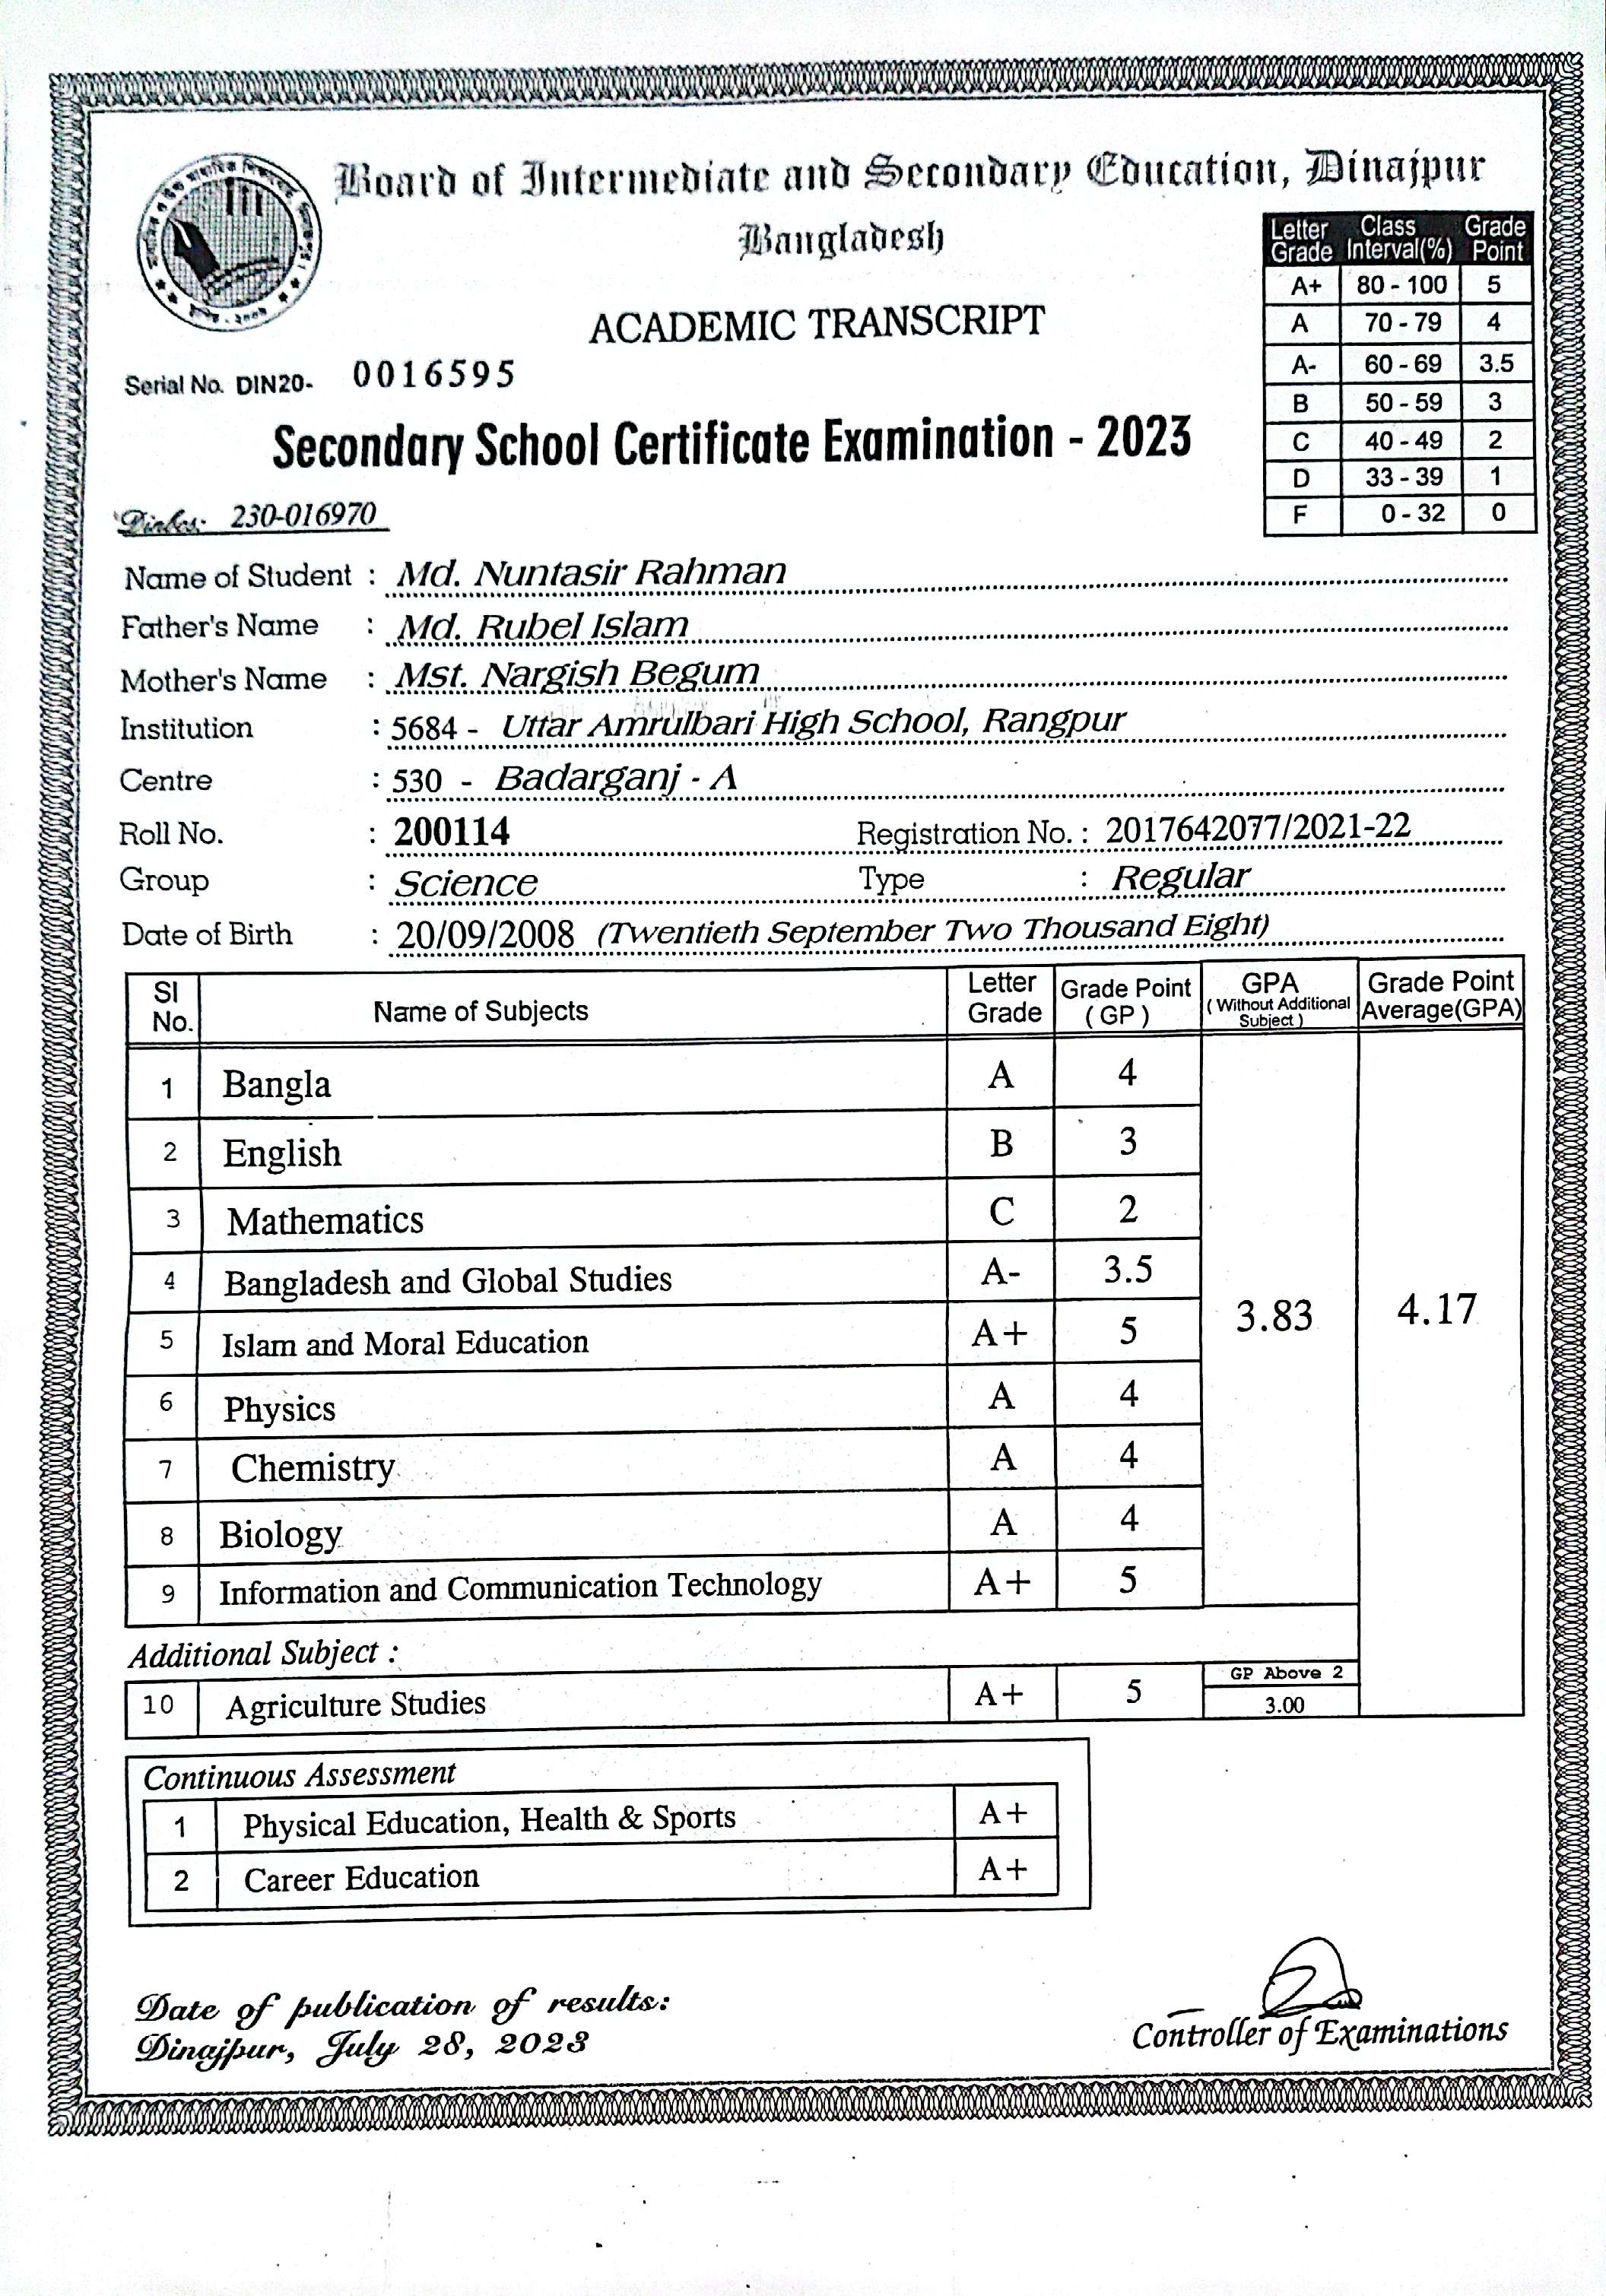 Board of Intermediate and Secondary Education, Dinajpur
Bangladesh
ACADEMIC TRANSCRIPT
Letter Grade Class Interval(%) Grade Point
A+ 80 - 100 5
A 70 - 79 4
A- 60 - 69 3.5
B 50 - 59 3
C 40 - 49 2
D 33 - 39 1
F 0 - 32 0
Serial No. DIN20- 0016595
Secondary School Certificate Examination - 2023
230-016970
Name of Student : Md. Nuntasir Rahman
Father's Name : Md. Rubel Islam
Mother's Name : Mst. Nargish Begum
Institution : 5684 - Uttar Amrulbari High School, Rangpur
Centre : 530 - Badarganj - A
Roll No. : 200114 Registration No. : 2017642077/2021-22
Group : Science Type : Regular
Date of Birth : 20/09/2008 (Twentieth September Two Thousand Eight)
Sl No. Name of Subjects Letter Grade Grade Point (GP) GPA (Without Additional Subject) Grade Point Average(GPA)
1 Bangla A 4
2 English B 3
3 Mathematics C 2
4 Bangladesh and Global Studies A- 3.5
5 Islam and Moral Education A+ 5 3.83 4.17
6 Physics A 4
7 Chemistry A 4
8 Biology A 4
9 Information and Communication Technology A+ 5
Additional Subject :
GP Above 2
10 Agriculture Studies A+ 5 3.00
Continuous Assessment
1 Physical Education, Health & Sports A+
2 Career Education A+
Date of publication of results:
Dinajpur, July 28, 2023
Controller of Examinations